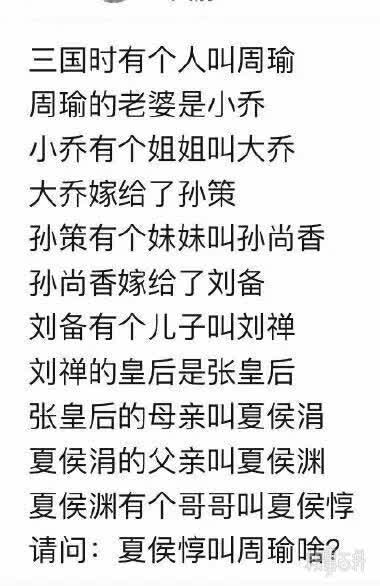 三国时有个人叫周瑜
周瑜的老婆是小乔
小乔有个姐姐叫大乔
大乔嫁给了孙策
孙策有个妹妹叫孙尚香
孙尚香嫁给了刘备
刘备有个儿子叫刘禅
刘禅的皇后是张皇后
张皇后的母亲叫夏侯涓
夏侯涓的父亲叫夏侯渊
夏侯渊有个哥哥叫夏侯惇
请问：夏侯惇叫周瑜啥?